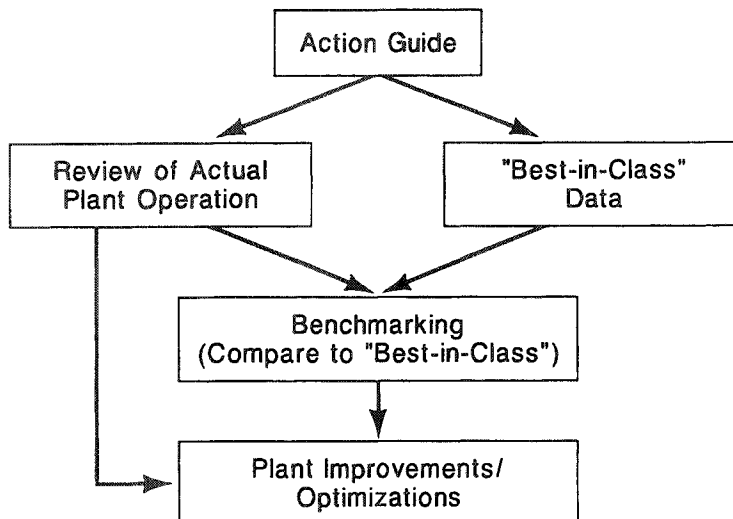 Action Guide
Review of Actual
Plant Operation
"Best-in-Class"
Data
Benchmarking
(Compare to "Best-in-Class")
Plant Improvements/
Optimizations